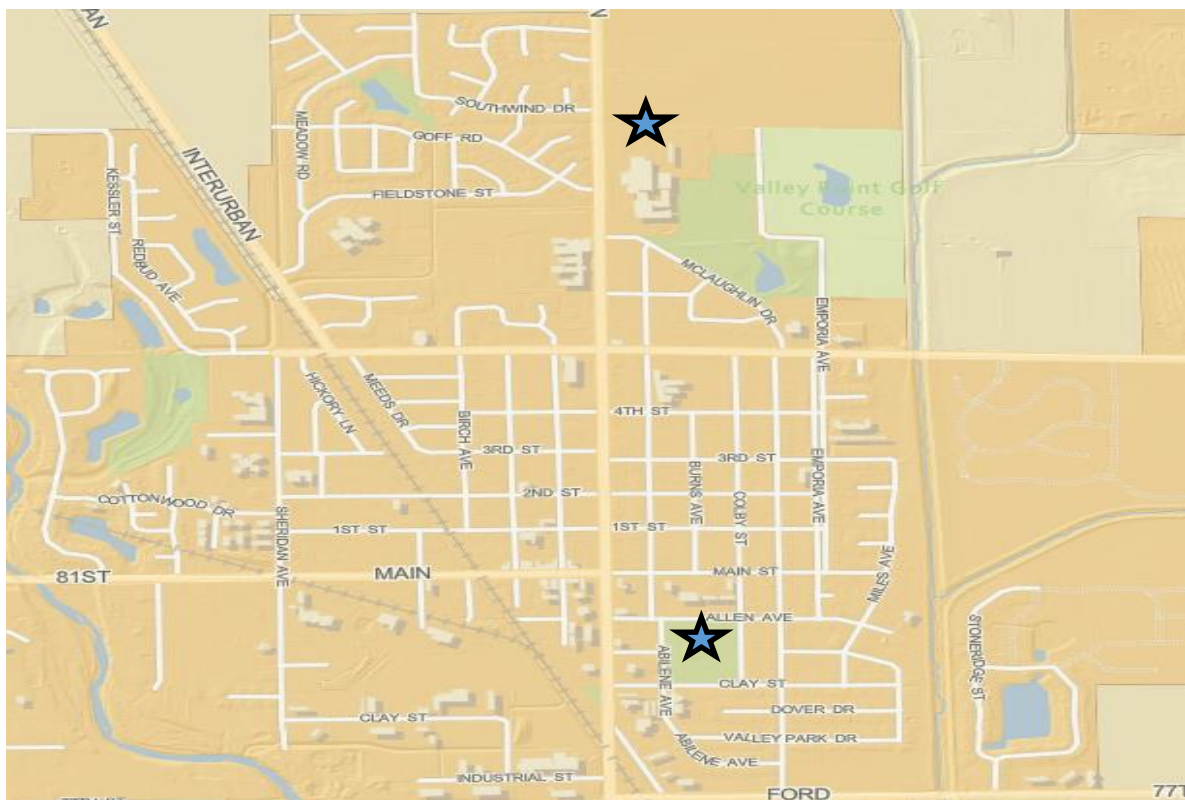 SOUTHWIND DR
MEADOW RD
GOFF RD
INTERURBAN
KESSLER ST
FIELDSTONE ST
Valley Point Golf
Course
REDBUD AVE
MCLAUGHLIN DR
EMPORIA AVE
HICKORY LN
MEEDS DR
BIRCH AVE
4TH ST
3RD ST
3RD ST
BURNS AVE
COLBY ST
EMPORIA AVE
COTTONWOOD DR
2ND ST
SHERIDAN AVE
1ST ST
1ST ST
81ST
MAIN
MAIN ST
MILES AVE
ALLEN AVE
ABILENE AVE
STONERIDGE ST
CLAY ST
CLAY ST
DOVER DR
VALLEY PARK DR
ABILENE AVE
INDUSTRIAL ST
FORD